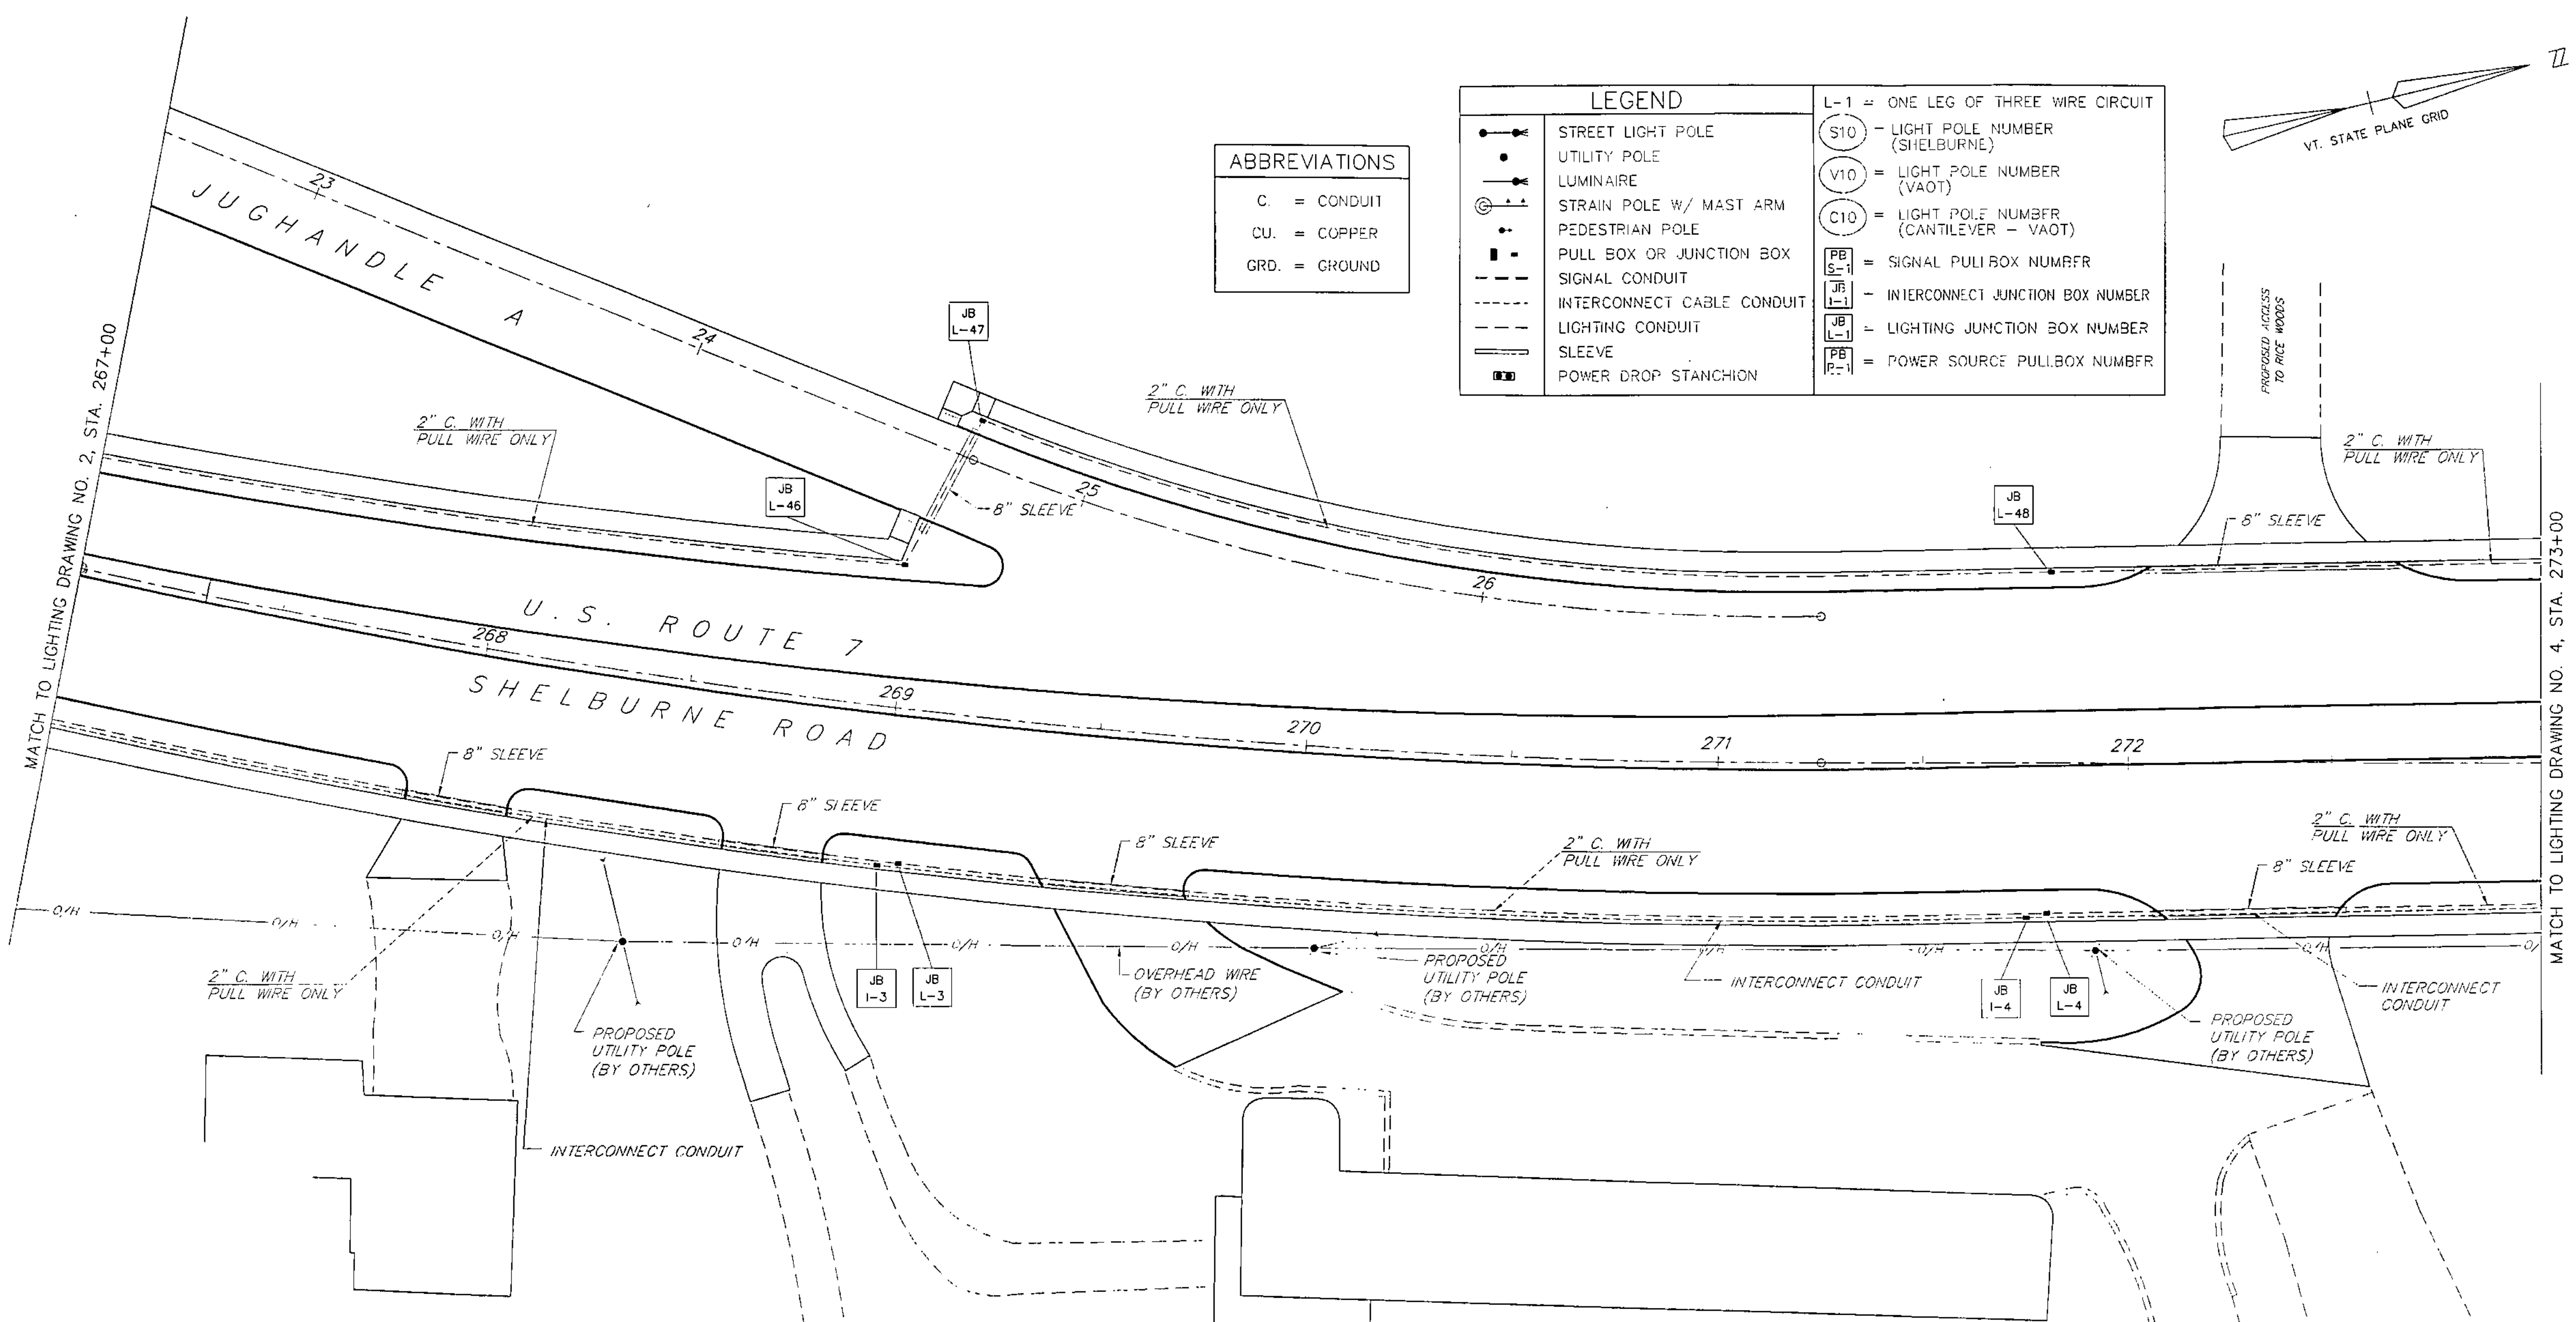 JUGHANDLE A
23
24
25
26
2" C. WITH
PULL WIRE ONLY
JB
L-46
JB
L-47
8" SLEEVE
2" C. WITH
PULL WIRE ONLY
ABBREVIATIONS
C. = CONDUIT
CU. = COPPER
GRD. = GROUND
LEGEND
STREET LIGHT POLE
UTILITY POLE
LUMINAIRE
STRAIN POLE W/ MAST ARM
PEDESTRIAN POLE
PULL BOX OR JUNCTION BOX
SIGNAL CONDUIT
INTERCONNECT CABLE CONDUIT
LIGHTING CONDUIT
SLEEVE
POWER DROP STANCHION
L-1 = ONE LEG OF THREE WIRE CIRCUIT
S10 = LIGHT POLE NUMBER
(SHELBURNE)
V10 = LIGHT POLE NUMBER
(VAOT)
C10 = LIGHT POLE NUMBER
(CANTILEVER - VAOT)
PB
S-1 = SIGNAL PULLBOX NUMBER
JB
I-1 = INTERCONNECT JUNCTION BOX NUMBER
JB
L-1 = LIGHTING JUNCTION BOX NUMBER
PB
P-1 = POWER SOURCE PULLBOX NUMBER
N
VT. STATE PLANE GRID
PROPOSED ACCESS
TO RICE WOODS
JB
L-48
8" SLEEVE
2" C. WITH
PULL WIRE ONLY
MATCH TO LIGHTING DRAWING NO. 2, STA. 267+00
MATCH TO LIGHTING DRAWING NO. 4, STA. 273+00
U.S. ROUTE 7
SHELBURNE ROAD
268
269
270
271
272
8" SLEEVE
8" SLEEVE
8" SLEEVE
2" C. WITH
PULL WIRE ONLY
8" SLEEVE
2" C. WITH
PULL WIRE ONLY
O/H
O/H
O/H
O/H
O/H
O/H
O/H
O/H
O/H
O/H
O/
2" C. WITH
PULL WIRE ONLY
PROPOSED
UTILITY POLE
(BY OTHERS)
JB
I-3
JB
L-3
OVERHEAD WIRE
(BY OTHERS)
PROPOSED
UTILITY POLE
(BY OTHERS)
INTERCONNECT CONDUIT
JB
I-4
JB
L-4
PROPOSED
UTILITY POLE
(BY OTHERS)
INTERCONNECT
CONDUIT
INTERCONNECT CONDUIT